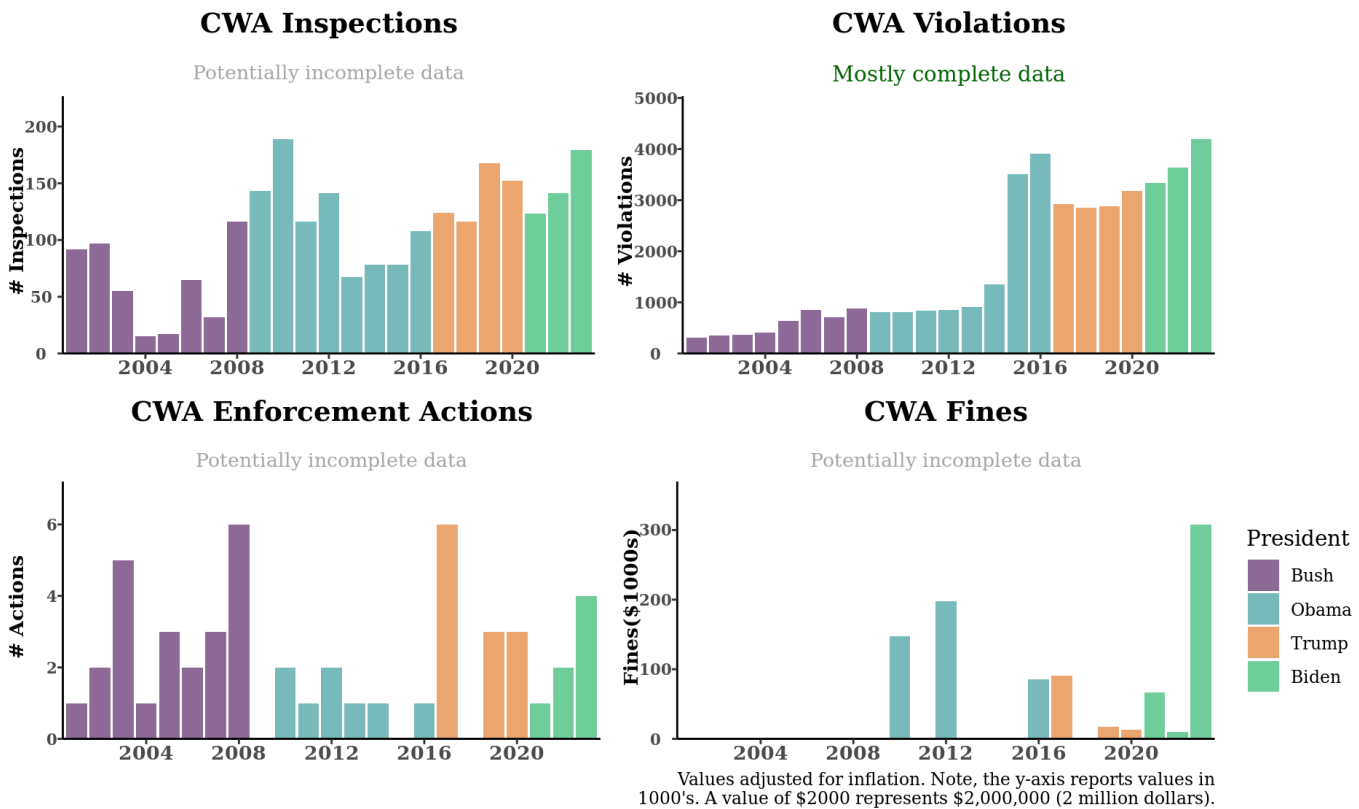 CWA Inspections
Potentially incomplete data
# Inspections
200
150
100
50
0
2004 2008 2012 2016 2020
CWA Violations
Mostly complete data
# Violations
5000
4000
3000
2000
1000
0
2004 2008 2012 2016 2020
CWA Enforcement Actions
Potentially incomplete data
# Actions
6
4
2
0
2004 2008 2012 2016 2020
CWA Fines
Potentially incomplete data
Fines($1000s)
300
200
100
0
2004 2008 2012 2016 2020
President
Bush
Obama
Trump
Biden
Values adjusted for inflation. Note, the y-axis reports values in
1000's. A value of $2000 represents $2,000,000 (2 million dollars).